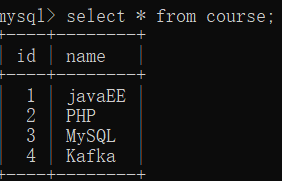 mysql> select * from course;
+----+--------+
| id | name   |
+----+--------+
|  1 | javaEE |
|  2 | PHP    |
|  3 | MySQL  |
|  4 | Kafka  |
+----+--------+